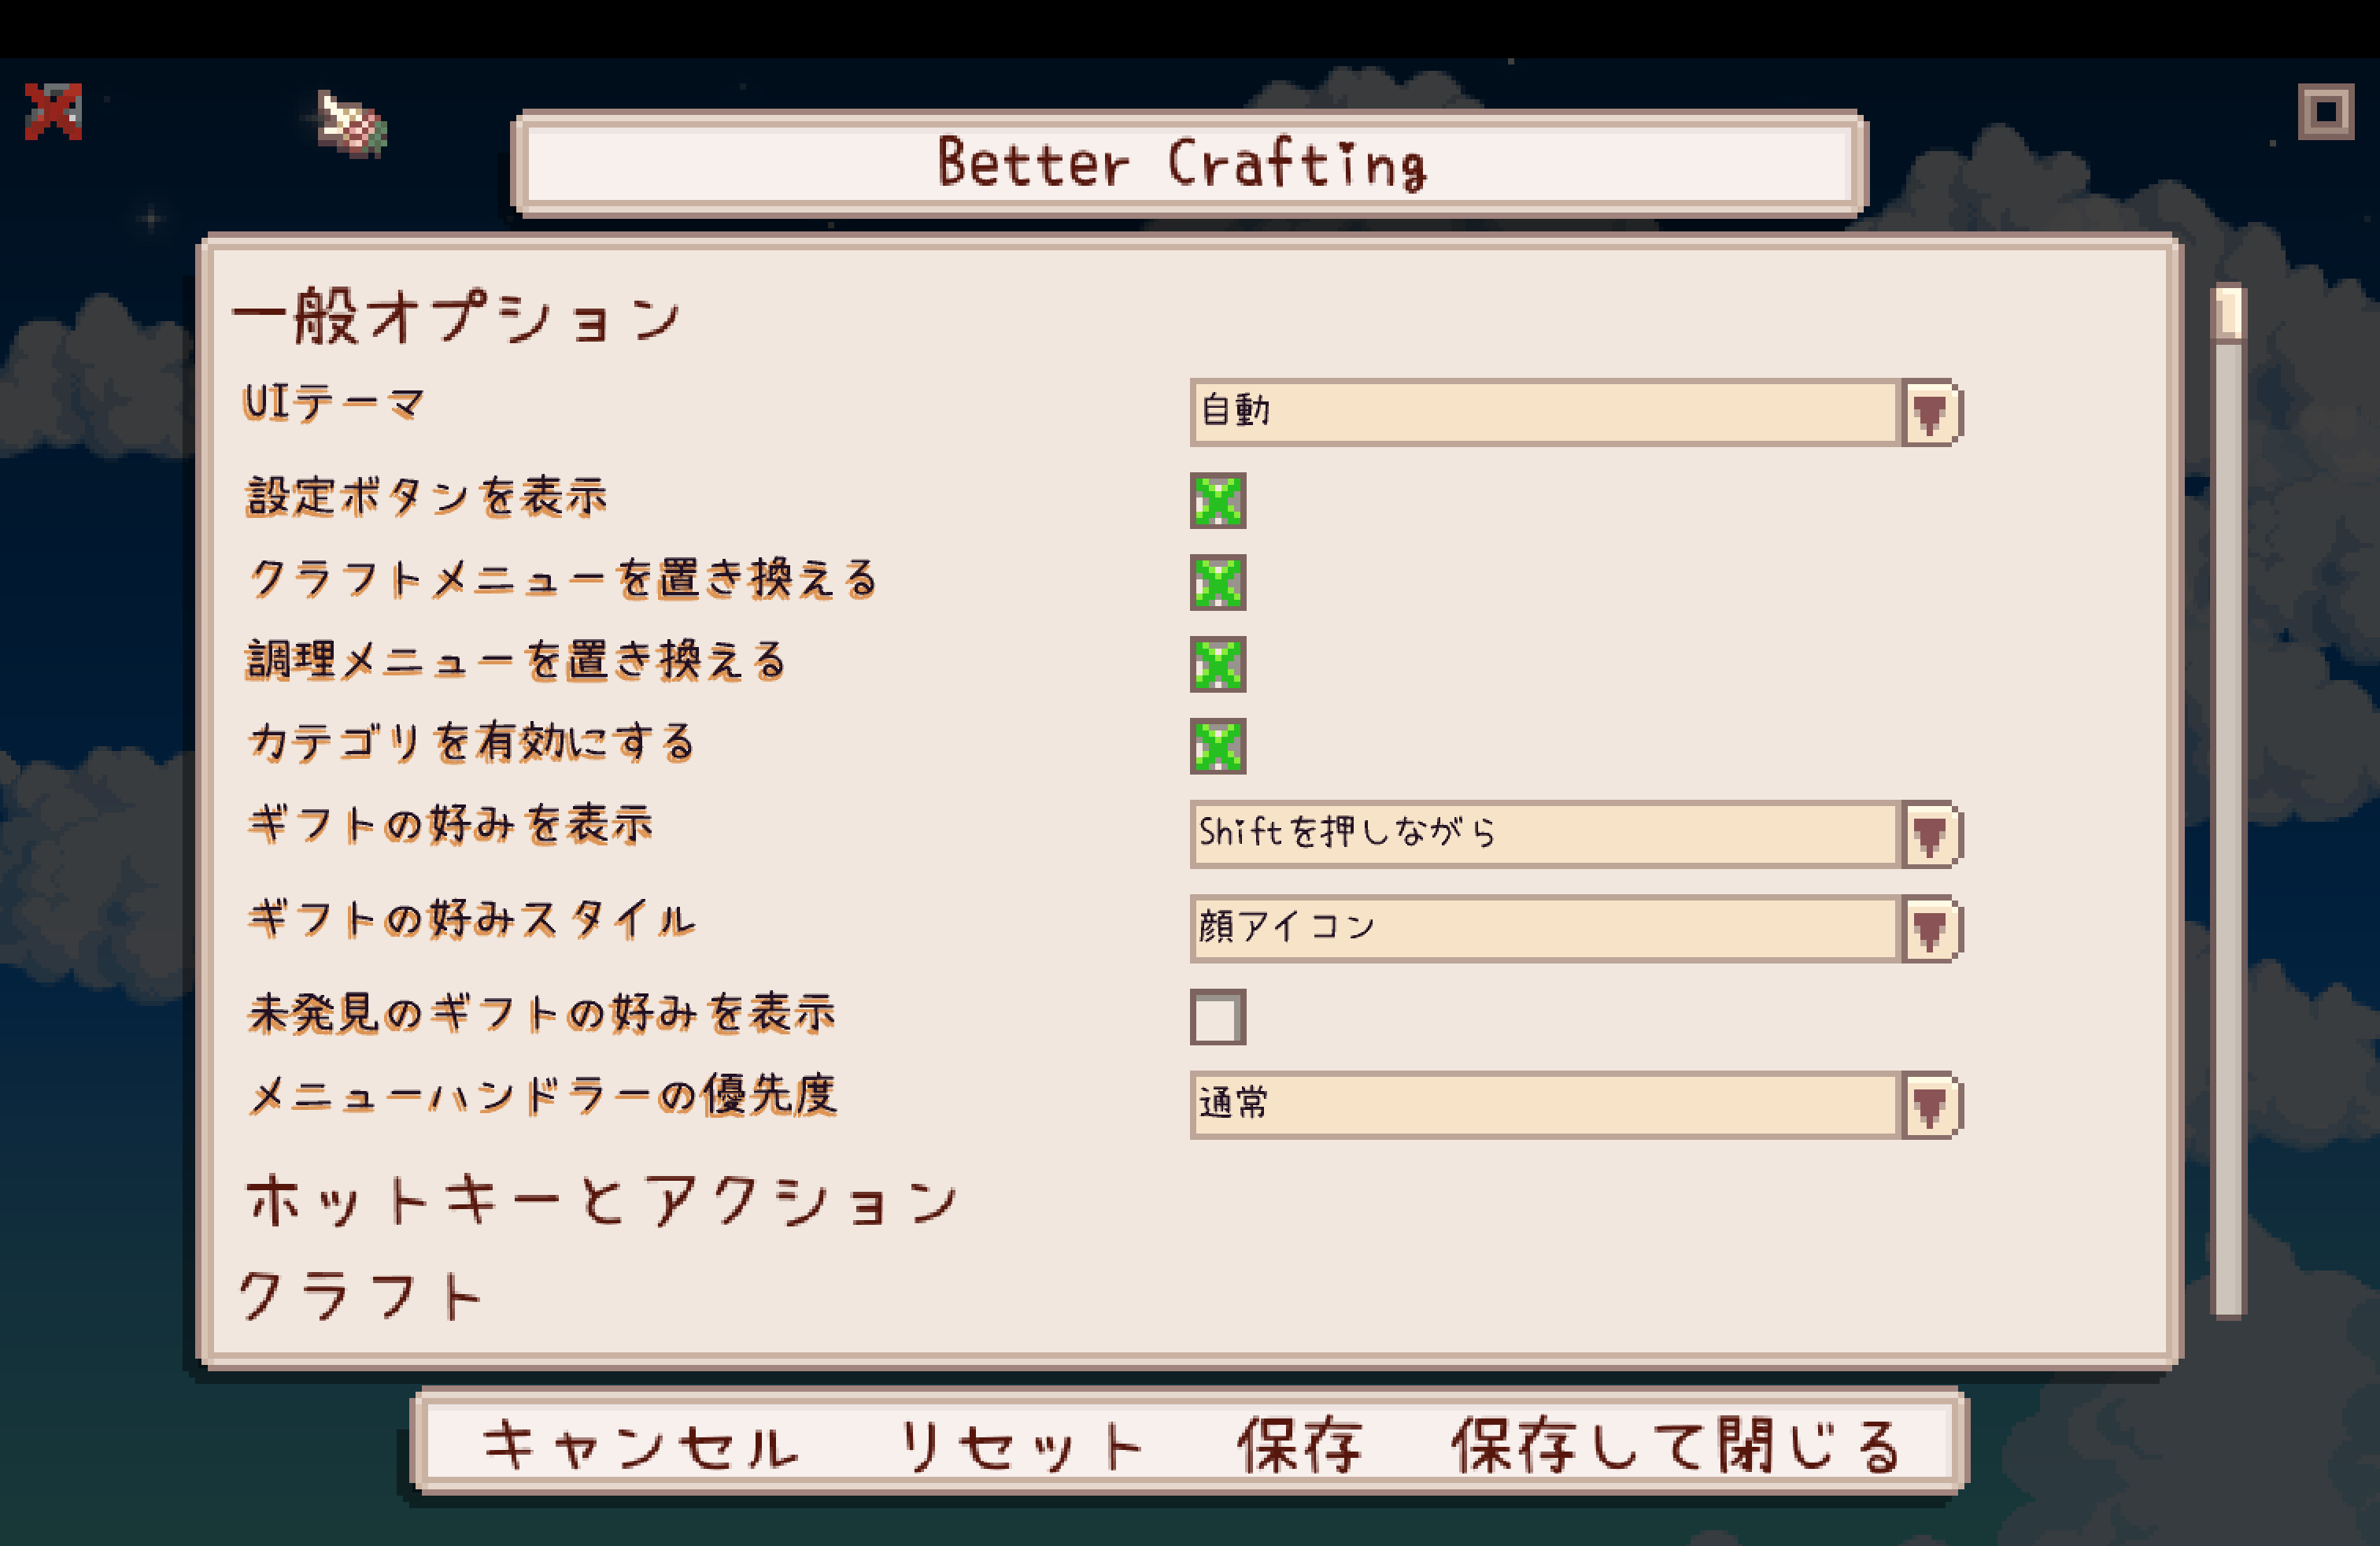 Better Crafting
一般オプション
UIテーマ 自動
設定ボタンを表示
クラフトメニューを置き換える
調理メニューを置き換える
カテゴリを有効にする
ギフトの好みを表示 Shiftを押しながら
ギフトの好みスタイル 顔アイコン
未発見のギフトの好みを表示
メニューハンドラーの優先度 通常
ホットキーとアクション
クラフト
キャンセル リセット 保存 保存して閉じる